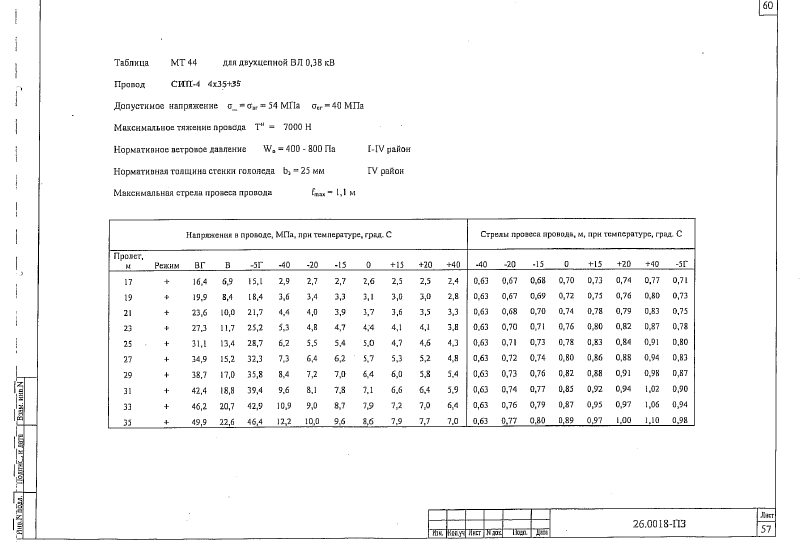 60
Таблица МТ 44 для двухцепной ВЛ 0,38 кВ
Провод СИП-4 4х35+35
Допустимое напряжение σ_ = σвг = 54 МПа σэг = 40 МПа
Максимальное тяжение провода Тн = 7000 Н
Нормативное ветровое давление W₀ = 400 - 800 Па I-IV район
Нормативная толщина стенки гололеда bэ = 25 мм IV район
Максимальная стрела провеса провода fmax = 1,1 м
Напряжения в проводе, МПа, при температуре, град. С Стрелы провеса провода, м, при температуре, град. С
Пролет, м Режим ВГ В -5Г -40 -20 -15 0 +15 +20 +40 -40 -20 -15 0 +15 +20 +40 -5Г
17 + 16,4 6,9 15,1 2,9 2,7 2,7 2,6 2,5 2,5 2,4 0,63 0,67 0,68 0,70 0,73 0,74 0,77 0,71
19 + 19,9 8,4 18,4 3,6 3,4 3,3 3,1 3,0 3,0 2,8 0,63 0,67 0,69 0,72 0,75 0,76 0,80 0,73
21 + 23,6 10,0 21,7 4,4 4,0 3,9 3,7 3,6 3,5 3,3 0,63 0,68 0,70 0,74 0,78 0,79 0,83 0,75
23 + 27,3 11,7 25,2 5,3 4,8 4,7 4,4 4,1 4,1 3,8 0,63 0,70 0,71 0,76 0,80 0,82 0,87 0,78
25 + 31,1 13,4 28,7 6,2 5,5 5,4 5,0 4,7 4,6 4,3 0,63 0,71 0,73 0,78 0,83 0,84 0,91 0,80
27 + 34,9 15,2 32,3 7,3 6,4 6,2 5,7 5,3 5,2 4,8 0,63 0,72 0,74 0,80 0,86 0,88 0,94 0,83
29 + 38,7 17,0 35,8 8,4 7,2 7,0 6,4 6,0 5,8 5,4 0,63 0,73 0,76 0,82 0,88 0,91 0,98 0,87
31 + 42,4 18,8 39,4 9,6 8,1 7,8 7,1 6,6 6,4 5,9 0,63 0,74 0,77 0,85 0,92 0,94 1,02 0,90
33 + 46,2 20,7 42,9 10,9 9,0 8,7 7,9 7,2 7,0 6,4 0,63 0,76 0,79 0,87 0,95 0,97 1,06 0,94
35 + 49,9 22,6 46,4 12,2 10,0 9,6 8,6 7,9 7,7 7,0 0,63 0,77 0,80 0,89 0,97 1,00 1,10 0,98
Взам. инв.N
Подпись и дата
Инв.N подл.
Изм. Кол.уч Лист N док. Подп. Дата
26.0018-ПЗ
Лист
57